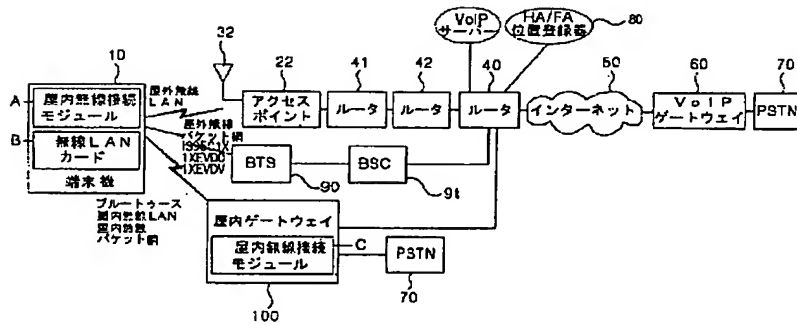 VoIP
サーバー
HA/FA
位置登録器
80
32
10
22
41
42
40
50
60
70
A
屋内無線接続
モジュール
B
無線LAN
カード
端末機
屋外無線
LAN
アクセス
ポイント
ルータ
ルータ
ルータ
インターネット
VoIP
ゲートウェイ
PSTN
屋外無線
パケット網
IS95C1X
1XEVDO
1XEVDV
BTS
90
BSC
91
ブルートゥース
屋内無線LAN
屋内無線
パケット網
屋内ゲートウェイ
屋内無線接続
モジュール
C
PSTN
70
100